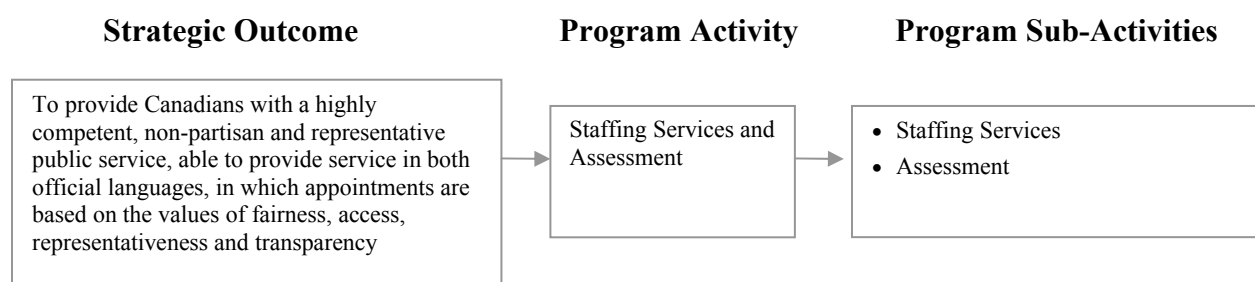 Strategic Outcome
Program Activity
Program Sub-Activities
To provide Canadians with a highly
competent, non-partisan and representative
public service, able to provide service in both
official languages, in which appointments are
based on the values of fairness, access,
representativeness and transparency
Staffing Services and
Assessment
• Staffing Services
• Assessment